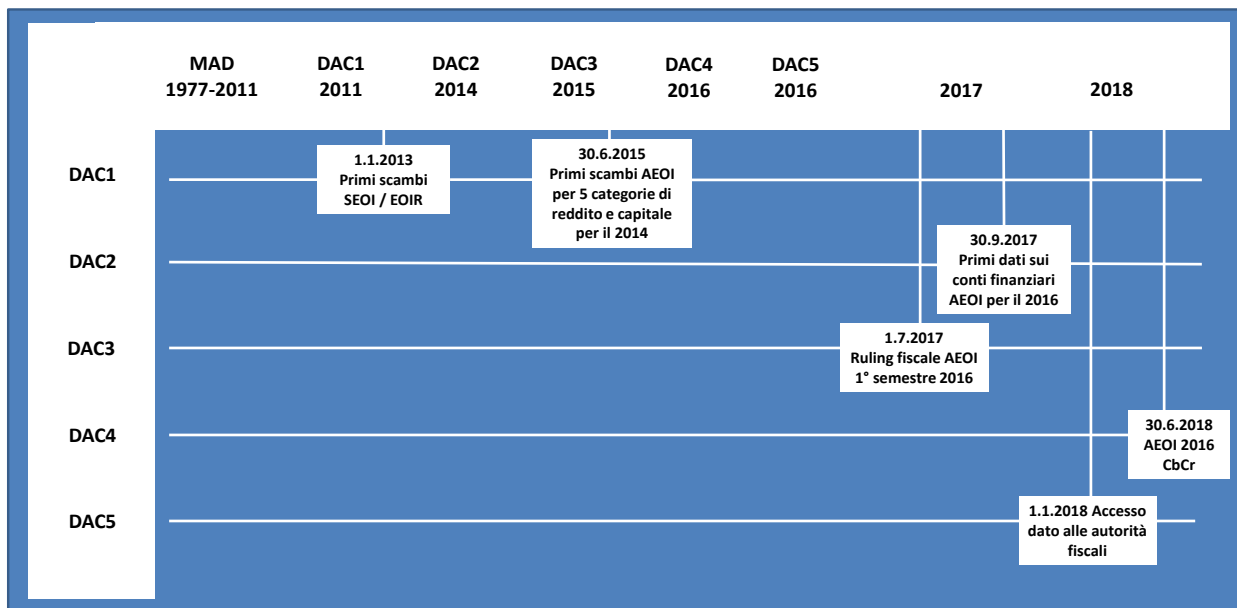 MAD
1977-2011
DAC1
2011
DAC2
2014
DAC3
2015
DAC4
2016
DAC5
2016
2017
2018
DAC1
1.1.2013
Primi scambi
SEOI / EOIR
30.6.2015
Primi scambi AEOI
per 5 categorie di
reddito e capitale
per il 2014
DAC2
30.9.2017
Primi dati sui
conti finanziari
AEOI per il 2016
DAC3
1.7.2017
Ruling fiscale AEOI
1° semestre 2016
DAC4
30.6.2018
AEOI 2016
CbCr
DAC5
1.1.2018 Accesso
dato alle autorità
fiscali